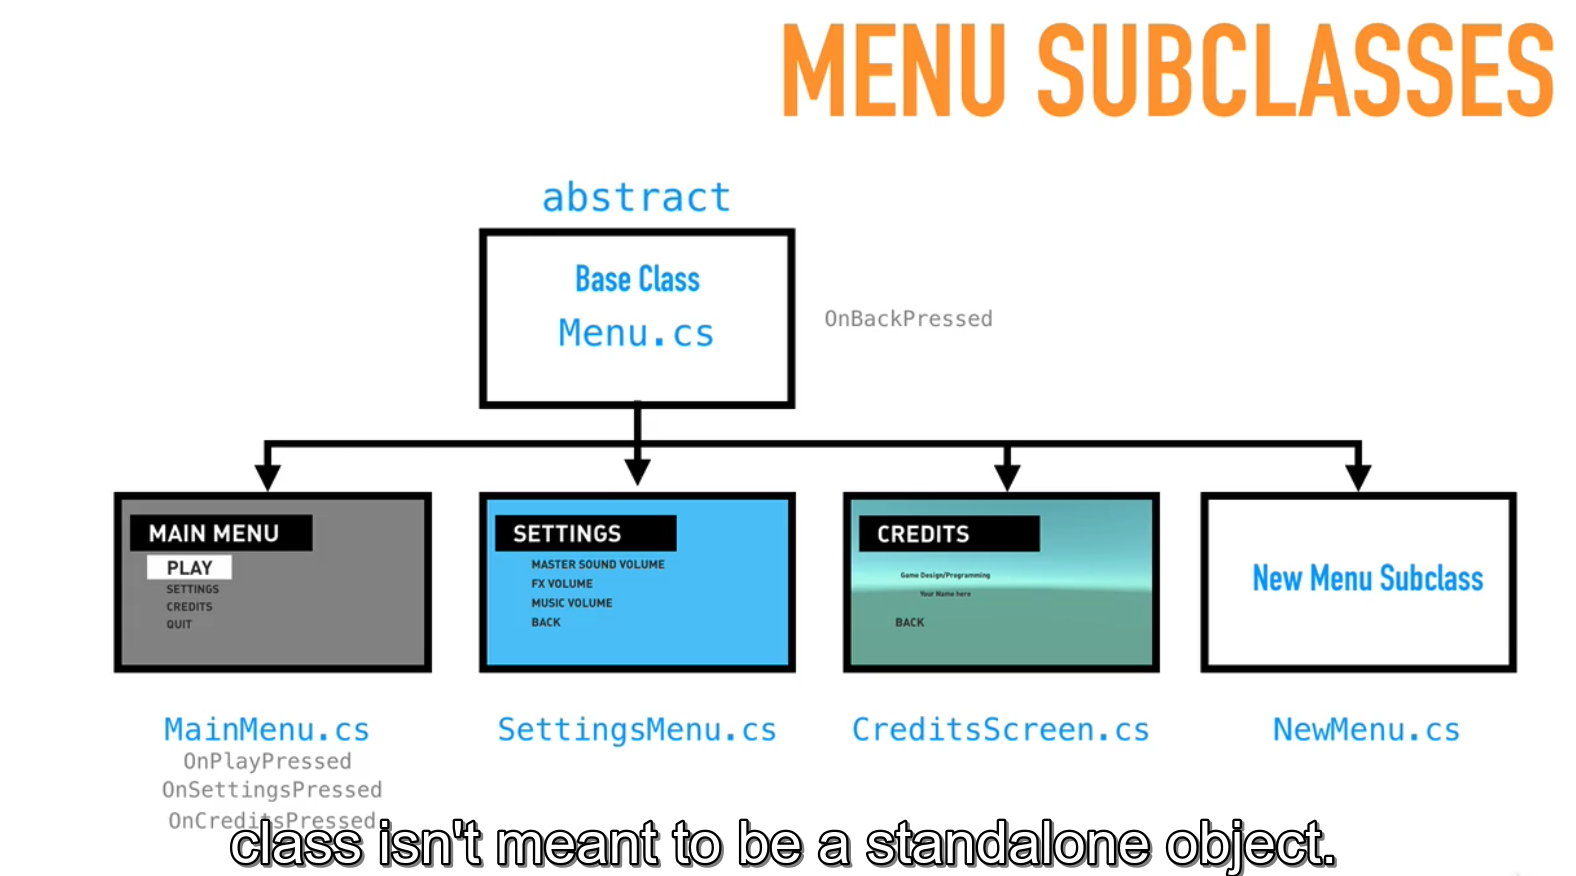 MENU SUBCLASSES
abstract
Base Class
Menu.cs
OnBackPressed
MAIN MENU
PLAY
SETTINGS
CREDITS
QUIT
SETTINGS
MASTER SOUND VOLUME
FX VOLUME
MUSIC VOLUME
BACK
CREDITS
Game Design/Programming
Your Name here
BACK
New Menu Subclass
MainMenu.cs
OnPlayPressed
OnSettingsPressed
OnCreditsPressed
SettingsMenu.cs
CreditsScreen.cs
NewMenu.cs
class isn't meant to be a standalone object.